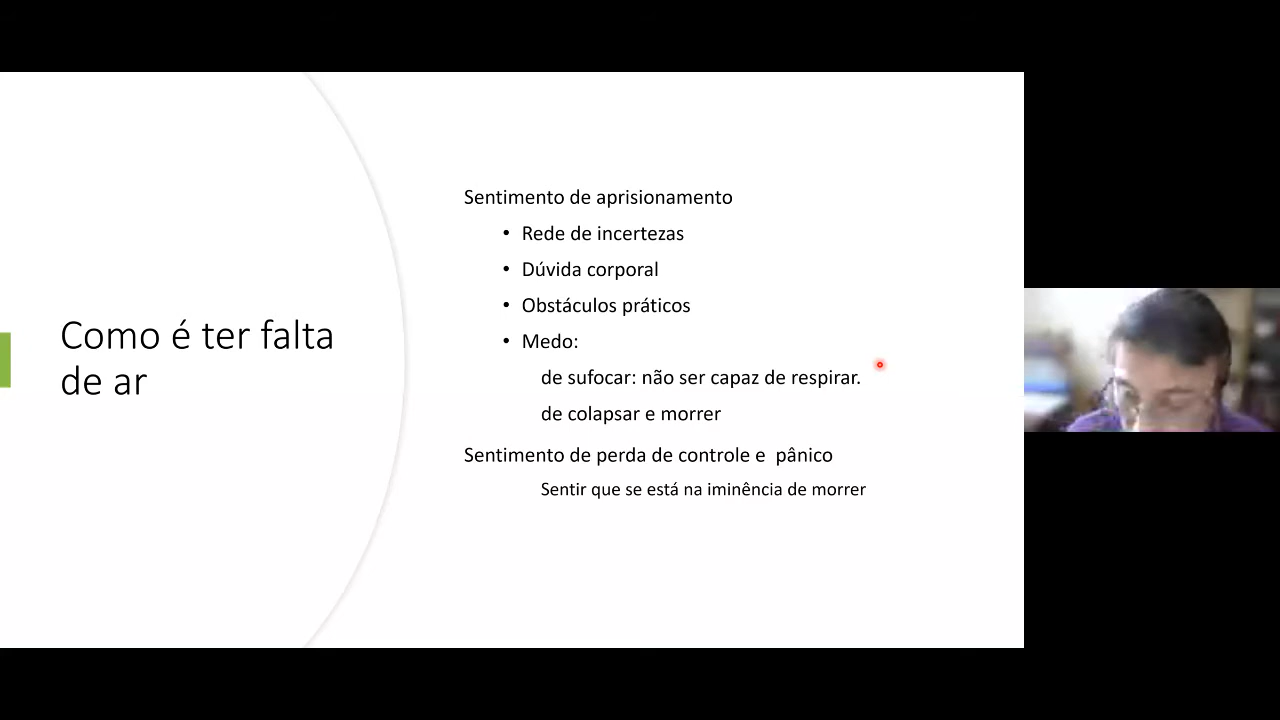 Como é ter falta
de ar
Sentimento de aprisionamento
• Rede de incertezas
• Dúvida corporal
• Obstáculos práticos
• Medo:
de sufocar: não ser capaz de respirar.
de colapsar e morrer
Sentimento de perda de controle e  pânico
Sentir que se está na iminência de morrer